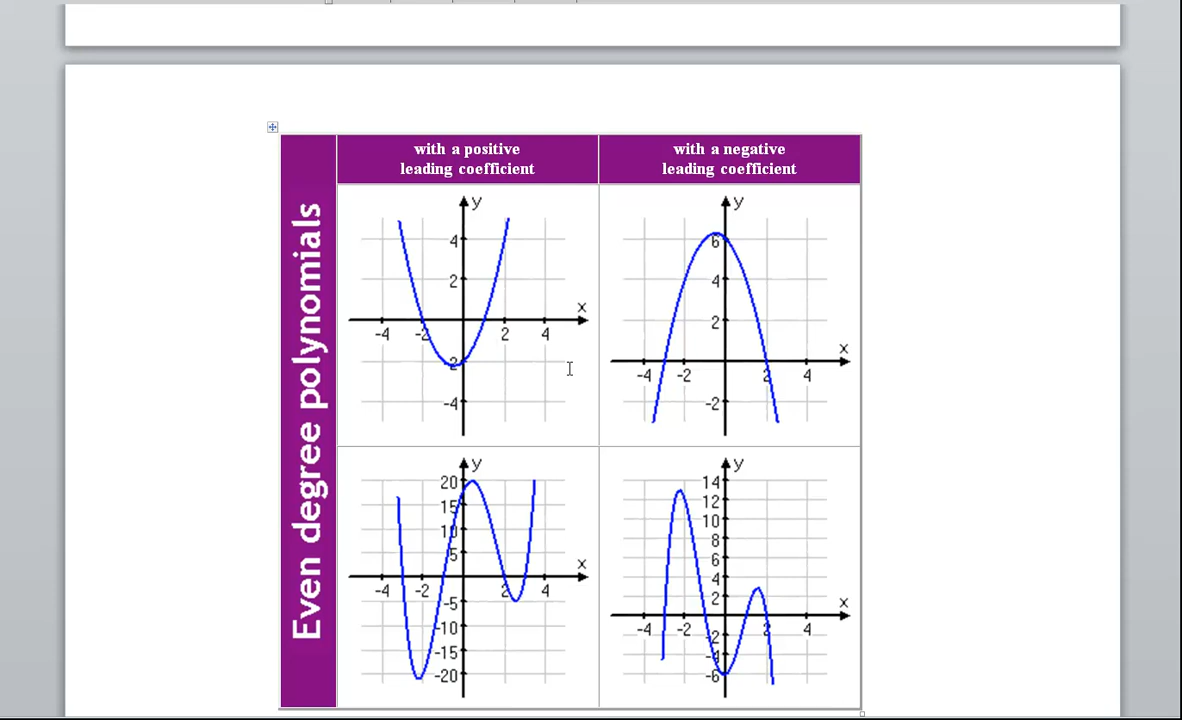 Even degree polynomials
with a positive
leading coefficient
with a negative
leading coefficient
y
4
2
x
-4 -2 2 4
-2
-4
y
6
4
2
x
-4 -2 2 4
-2
y
20
15
10
5
x
-4 -2 2 4
-5
-10
-15
-20
y
14
12
10
8
6
4
2
x
-4 -2 2 4
-2
-4
-6